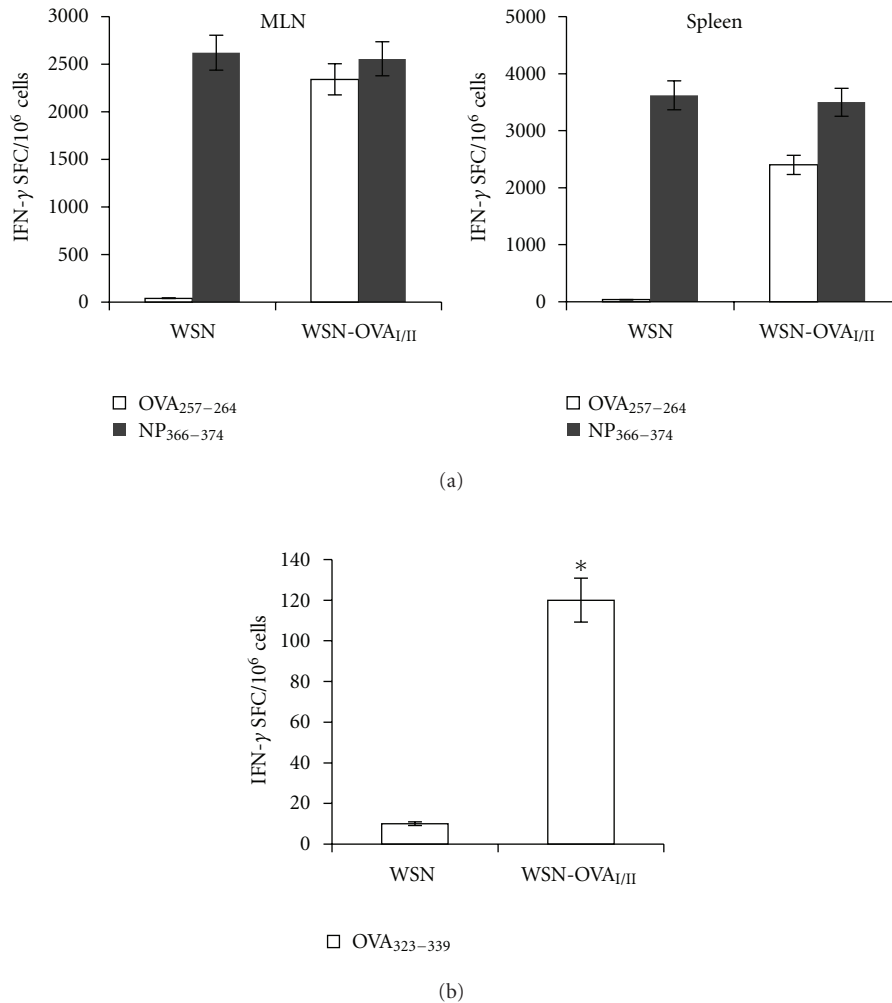 MLN
IFN-γ SFC/10⁶ cells
3000
2500
2000
1500
1000
500
0
WSN
WSN-OVA_I/II
OVA₂₅₇₋₂₆₄
NP₃₆₆₋₃₇₄
Spleen
IFN-γ SFC/10⁶ cells
5000
4000
3000
2000
1000
0
WSN
WSN-OVA_I/II
OVA₂₅₇₋₂₆₄
NP₃₆₆₋₃₇₄
(a)
IFN-γ SFC/10⁶ cells
140
120
100
80
60
40
20
0
*
WSN
WSN-OVA_I/II
OVA₃₂₃₋₃₃₉
(b)